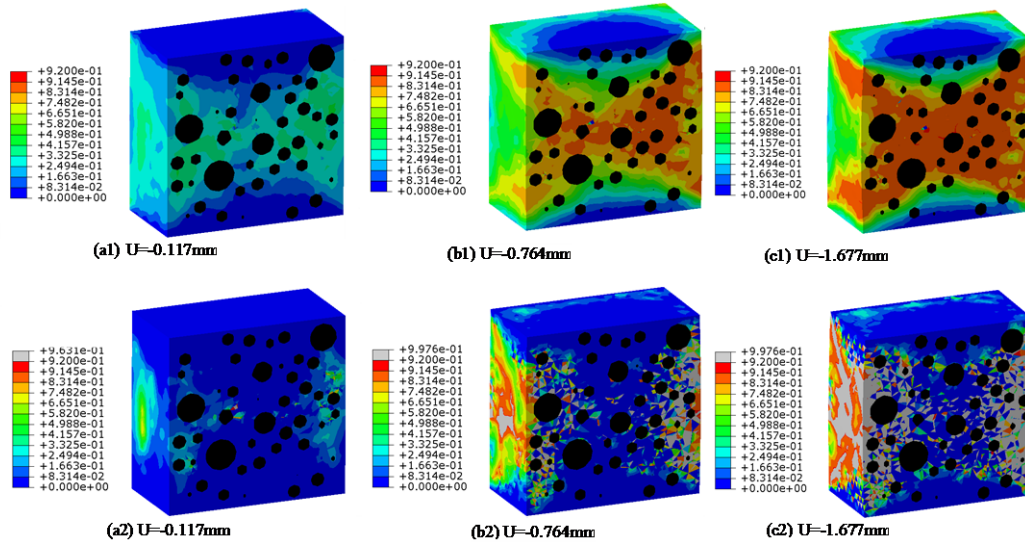 +9.200e-01
+9.145e-01
+8.314e-01
+7.482e-01
+6.651e-01
+5.820e-01
+4.988e-01
+4.157e-01
+3.325e-01
+2.494e-01
+1.663e-01
+8.314e-02
+0.000e+00
(a1) U=-0.117mm
+9.200e-01
+9.145e-01
+8.314e-01
+7.482e-01
+6.651e-01
+5.820e-01
+4.988e-01
+4.157e-01
+3.325e-01
+2.494e-01
+1.663e-01
+8.314e-02
+0.000e+00
(b1) U=-0.764mm
+9.200e-01
+9.145e-01
+8.314e-01
+7.482e-01
+6.651e-01
+5.820e-01
+4.988e-01
+4.157e-01
+3.325e-01
+2.494e-01
+1.663e-01
+8.314e-02
+0.000e+00
(c1) U=-1.677mm
+9.631e-01
+9.200e-01
+9.145e-01
+8.314e-01
+7.482e-01
+6.651e-01
+5.820e-01
+4.988e-01
+4.157e-01
+3.325e-01
+2.494e-01
+1.663e-01
+8.314e-02
+0.000e+00
(a2) U=-0.117mm
+9.976e-01
+9.200e-01
+9.145e-01
+8.314e-01
+7.482e-01
+6.651e-01
+5.820e-01
+4.988e-01
+4.157e-01
+3.325e-01
+2.494e-01
+1.663e-01
+8.314e-02
+0.000e+00
(b2) U=-0.764mm
+9.976e-01
+9.200e-01
+9.145e-01
+8.314e-01
+7.482e-01
+6.651e-01
+5.820e-01
+4.988e-01
+4.157e-01
+3.325e-01
+2.494e-01
+1.663e-01
+8.314e-02
+0.000e+00
(c2) U=-1.677mm